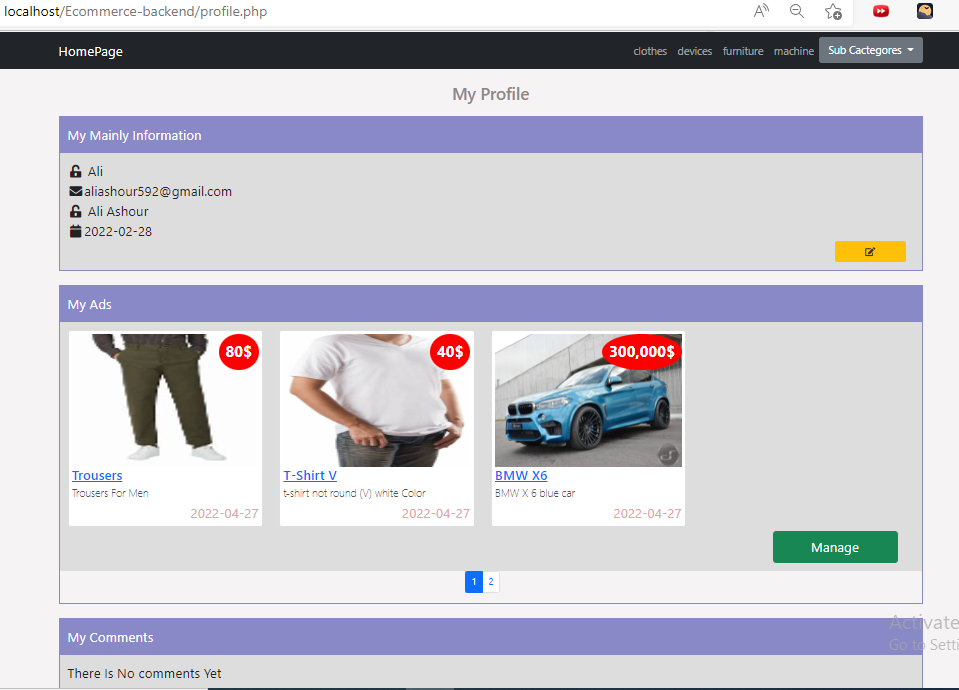 localhost/Ecommerce-backend/profile.php
HomePage
clothes devices furniture machine Sub Cactegores
My Profile
My Mainly Information
Ali
aliashour592@gmail.com
Ali Ashour
2022-02-28
My Ads
80$ 40$ 300,000$
Trousers T-Shirt V BMW X6
Trousers For Men t-shirt not round (V) white Color BMW X 6 blue car
2022-04-27 2022-04-27 2022-04-27
Manage
1 2
My Comments
There Is No comments Yet
Activate
Go to Setti